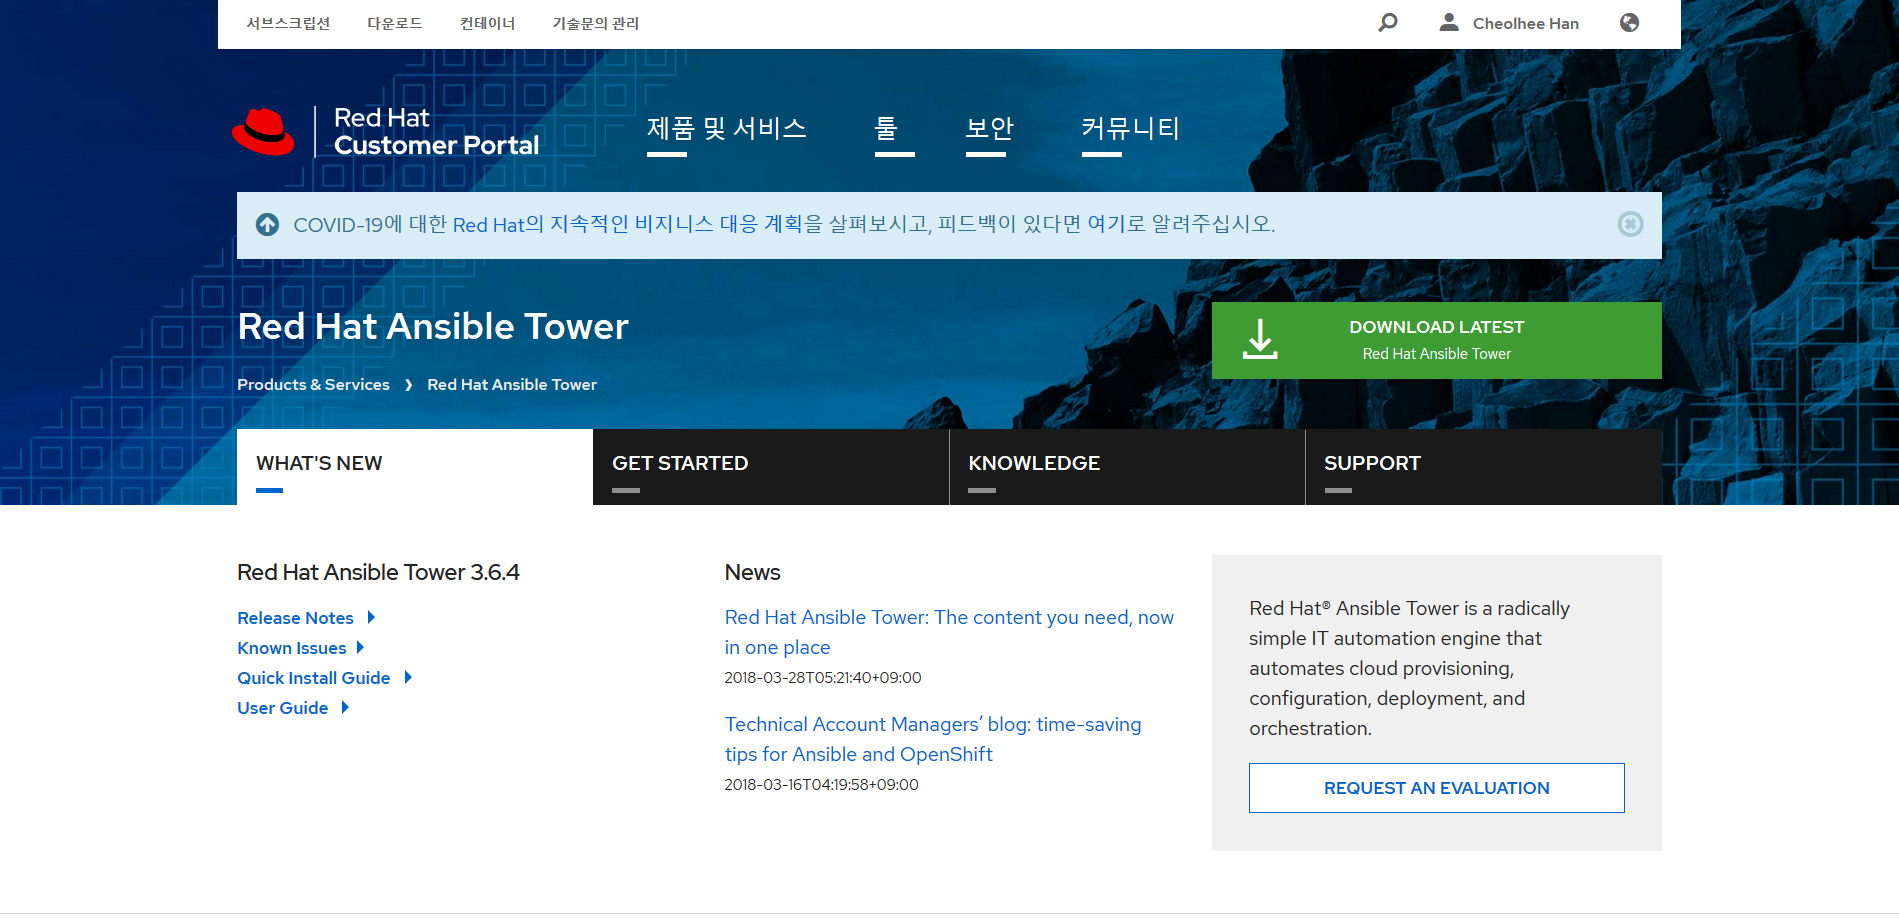 서브스크립션 다운로드 컨테이너 기술문의 관리 Cheolhee Han
Red Hat
Customer Portal
제품 및 서비스 툴 보안 커뮤니티
COVID-19에 대한 Red Hat의 지속적인 비지니스 대응 계획을 살펴보시고, 피드백이 있다면 여기로 알려주십시오.
Red Hat Ansible Tower
DOWNLOAD LATEST
Red Hat Ansible Tower
Products & Services ❯ Red Hat Ansible Tower
WHAT'S NEW GET STARTED KNOWLEDGE SUPPORT
Red Hat Ansible Tower 3.6.4
Release Notes
Known Issues
Quick Install Guide
User Guide
News
Red Hat Ansible Tower: The content you need, now
in one place
2018-03-28T05:21:40+09:00
Technical Account Managers’ blog: time-saving
tips for Ansible and OpenShift
2018-03-16T04:19:58+09:00
Red Hat® Ansible Tower is a radically
simple IT automation engine that
automates cloud provisioning,
configuration, deployment, and
orchestration.
REQUEST AN EVALUATION